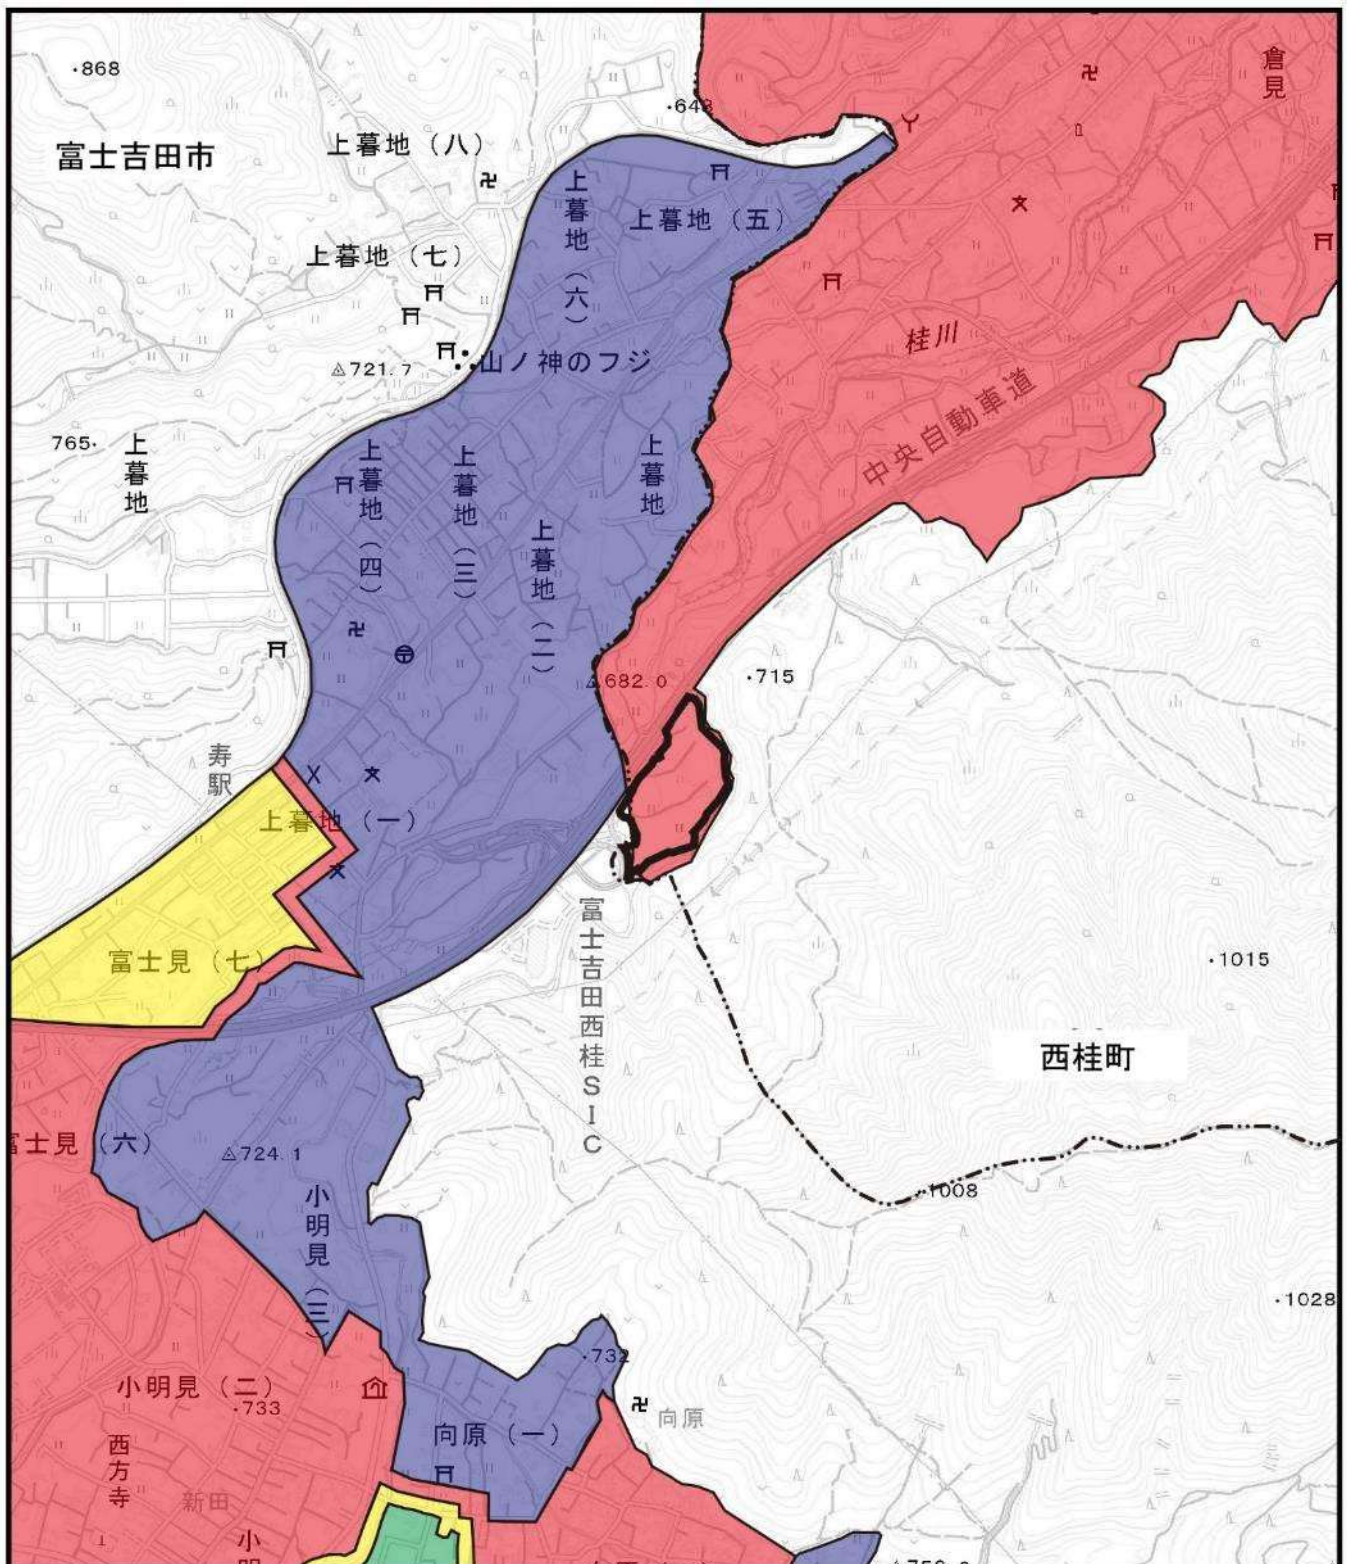 ・868
富士吉田市
上暮地（八）
・648
倉見
上暮地（六）
上暮地（五）
上暮地（七）
桂川
山ノ神のフジ
721.7
中央自動車道
765・
上暮地
上暮地（四）
上暮地（三）
上暮地（二）
上暮地
682.0
・715
寿駅
上暮地（一）
富士吉田西桂SIC
富士見（七）
・1015
西桂町
富士見（六）
724.1
小明見（三）
・1008
・1028
・732
小明見（二）
・733
向原（一）
向原
西方寺
新田